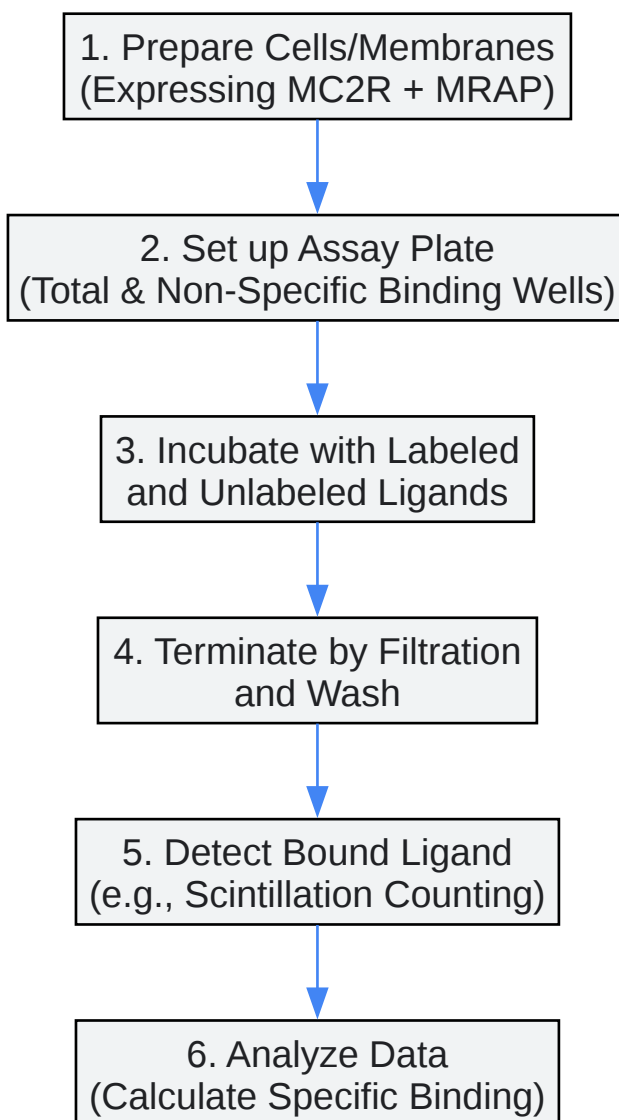 1. Prepare Cells/Membranes
(Expressing MC2R + MRAP)
2. Set up Assay Plate
(Total & Non-Specific Binding Wells)
3. Incubate with Labeled
and Unlabeled Ligands
4. Terminate by Filtration
and Wash
5. Detect Bound Ligand
(e.g., Scintillation Counting)
6. Analyze Data
(Calculate Specific Binding)